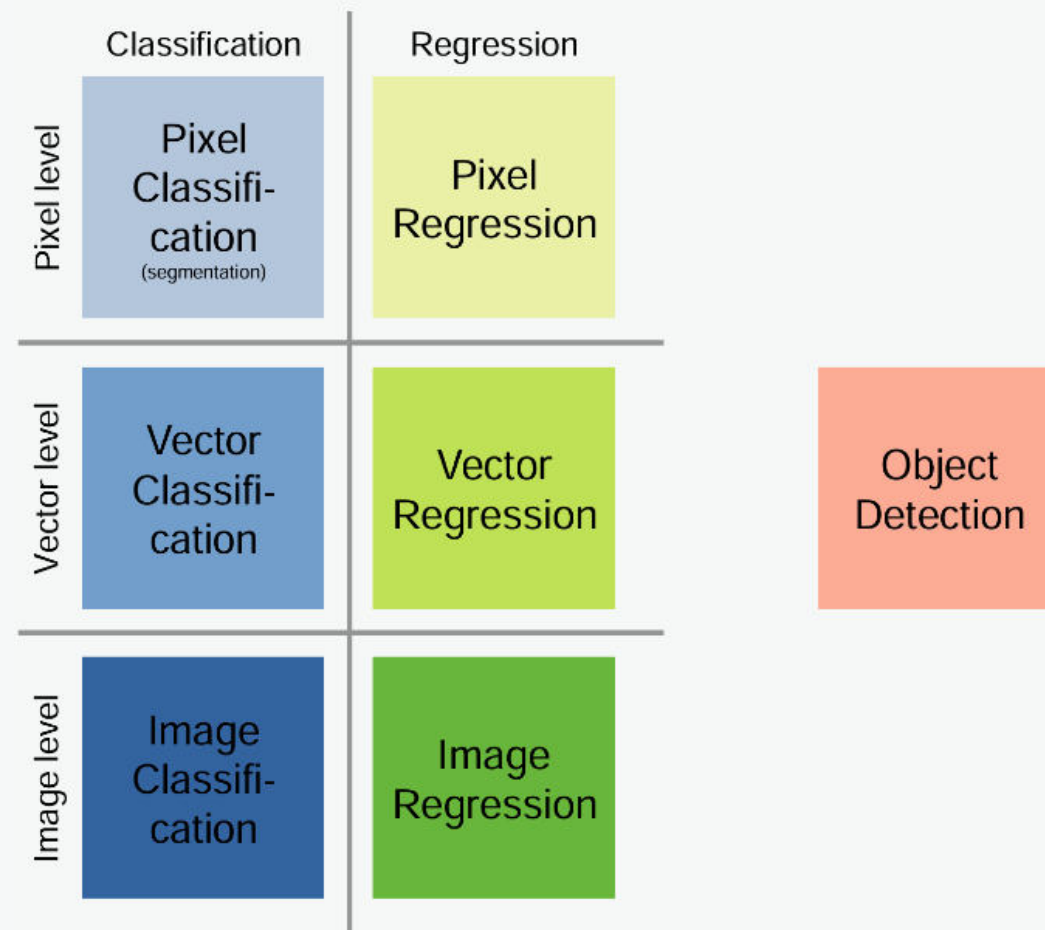 Classification
Regression
Pixel level
Pixel
Classifi-
cation
(segmentation)
Pixel
Regression
Vector level
Vector
Classifi-
cation
Vector
Regression
Object
Detection
Image level
Image
Classifi-
cation
Image
Regression